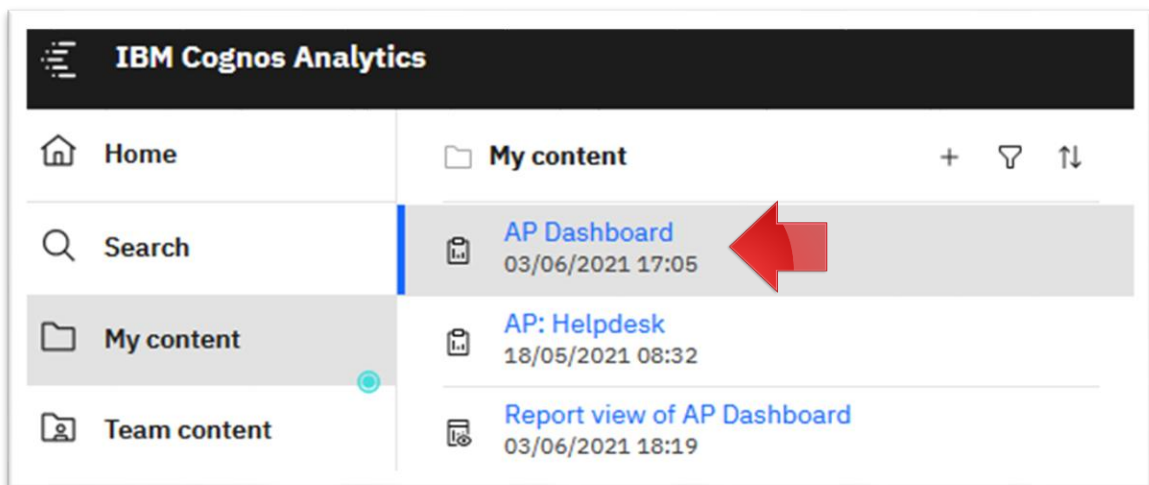 IBM Cognos Analytics
Home
My content
Search
AP Dashboard
03/06/2021 17:05
My content
AP: Helpdesk
18/05/2021 08:32
Team content
Report view of AP Dashboard
03/06/2021 18:19